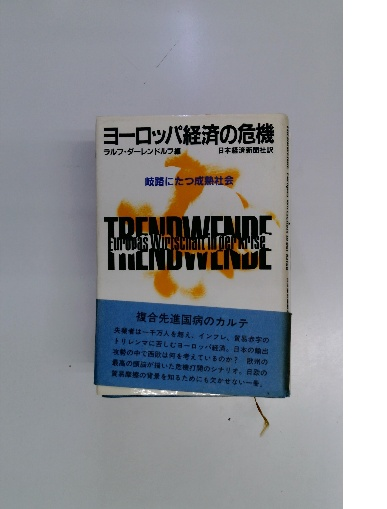 ヨーロッパ経済の危機
ラルフ・ダーレンドルフ編 日本経済新聞社訳
岐路にたつ成熟社会
TRENDWENDE
Europas Wirtschaft in der Krise
複合先進国病のカルテ
失業者は一千万人を超え、インフレ、貿易赤字の
トリレンマに苦しむヨーロッパ経済。日本の輸出
攻勢の中で西欧は何を考えているのか? 欧州の
最高の頭脳が描いた危機打開のシナリオ。日欧の
貿易摩擦の背景を知るためにも欠かせない一冊。